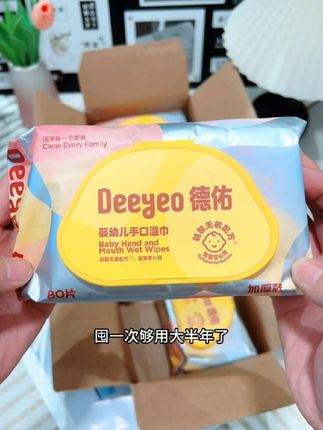 洁净每一个家庭
Clean Every Family
Deeyeo 德佑
婴幼儿手口湿巾
Baby Hand and
Mouth Wet Wipes
80片
加厚款
囤一次够用大半年了